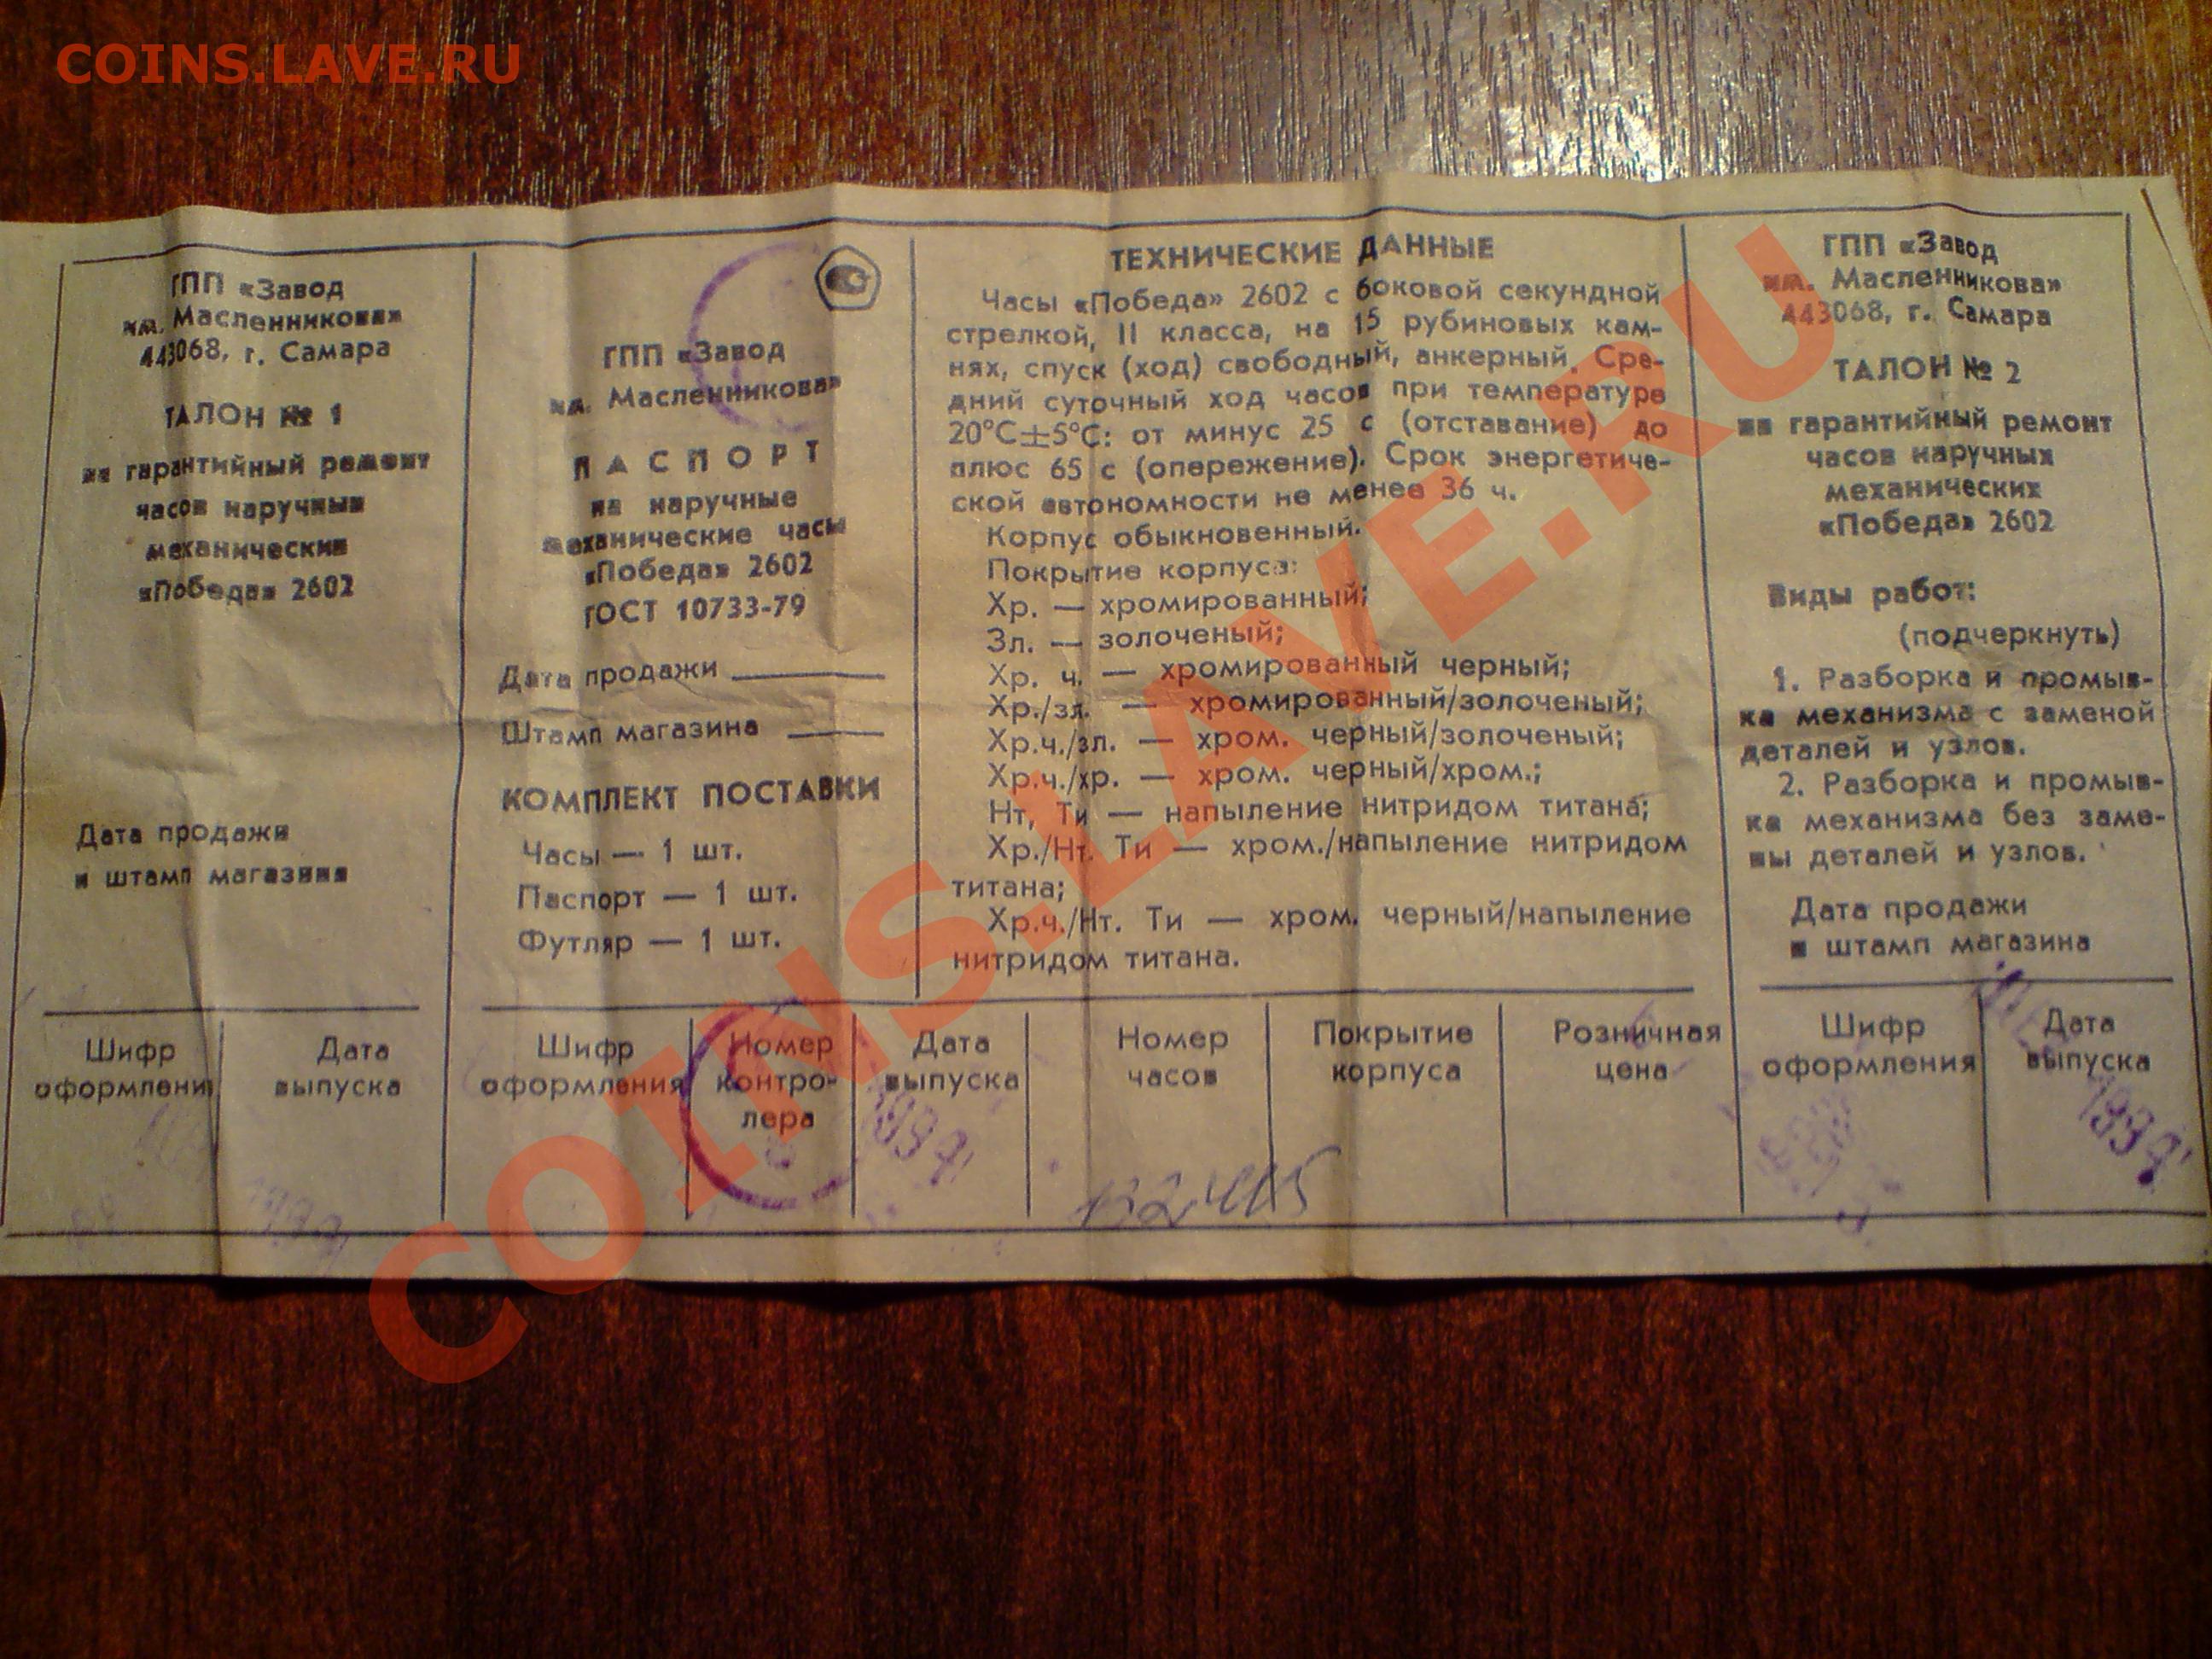 COINS.LAVE.RU
ГПП «Завод
им. Масленникова»
443068, г. Самара
ТАЛОН № 1
на гарантийный ремонт
часов наручных
механических
«Победа» 2602
Дата продажи
и штамп магазина
Шифр
оформления
Дата
выпуска
ГПП «Завод
им. Масленникова»
ПАСПОРТ
на наручные
механические часы
«Победа» 2602
ГОСТ 10733-79
Дата продажи
Штамп магазина
КОМПЛЕКТ ПОСТАВКИ
Часы — 1 шт.
Паспорт — 1 шт.
Футляр — 1 шт.
Шифр
оформления
Номер
контро-
лера
Дата
выпуска
ТЕХНИЧЕСКИЕ ДАННЫЕ
Часы «Победа» 2602 с боковой секундной
стрелкой, II класса, на 15 рубиновых кам-
нях, спуск (ход) свободный, анкерный. Сре-
дний суточный ход часов при температуре
20°С±5°С: от минус 25 с (отставание) до
плюс 65 с (опережение). Срок энергетиче-
ской автономности не менее 36 ч.
Корпус обыкновенный.
Покрытие корпуса:
Хр. — хромированный;
Зл. — золоченый;
Хр. ч. — хромированный черный;
Хр./зл. — хромированный/золоченый;
Хр.ч./зл. — хром. черный/золоченый;
Хр.ч./хр. — хром. черный/хром.;
Нт, Ти — напыление нитридом титана;
Хр./Нт. Ти — хром./напыление нитридом
титана;
Хр.ч./Нт. Ти — хром. черный/напыление
нитридом титана.
Номер
часов
Покрытие
корпуса
Розничная
цена
ГПП «Завод
им. Масленникова»
443068, г. Самара
ТАЛОН № 2
на гарантийный ремонт
часов наручных
механических
«Победа» 2602
Виды работ:
(подчеркнуть)
1. Разборка и промыв-
ка механизма с заменой
деталей и узлов.
2. Разборка и промыв-
ка механизма без заме-
ны деталей и узлов.
Дата продажи
и штамп магазина
Шифр
оформления
Дата
выпуска
COINS.LAVE.RU